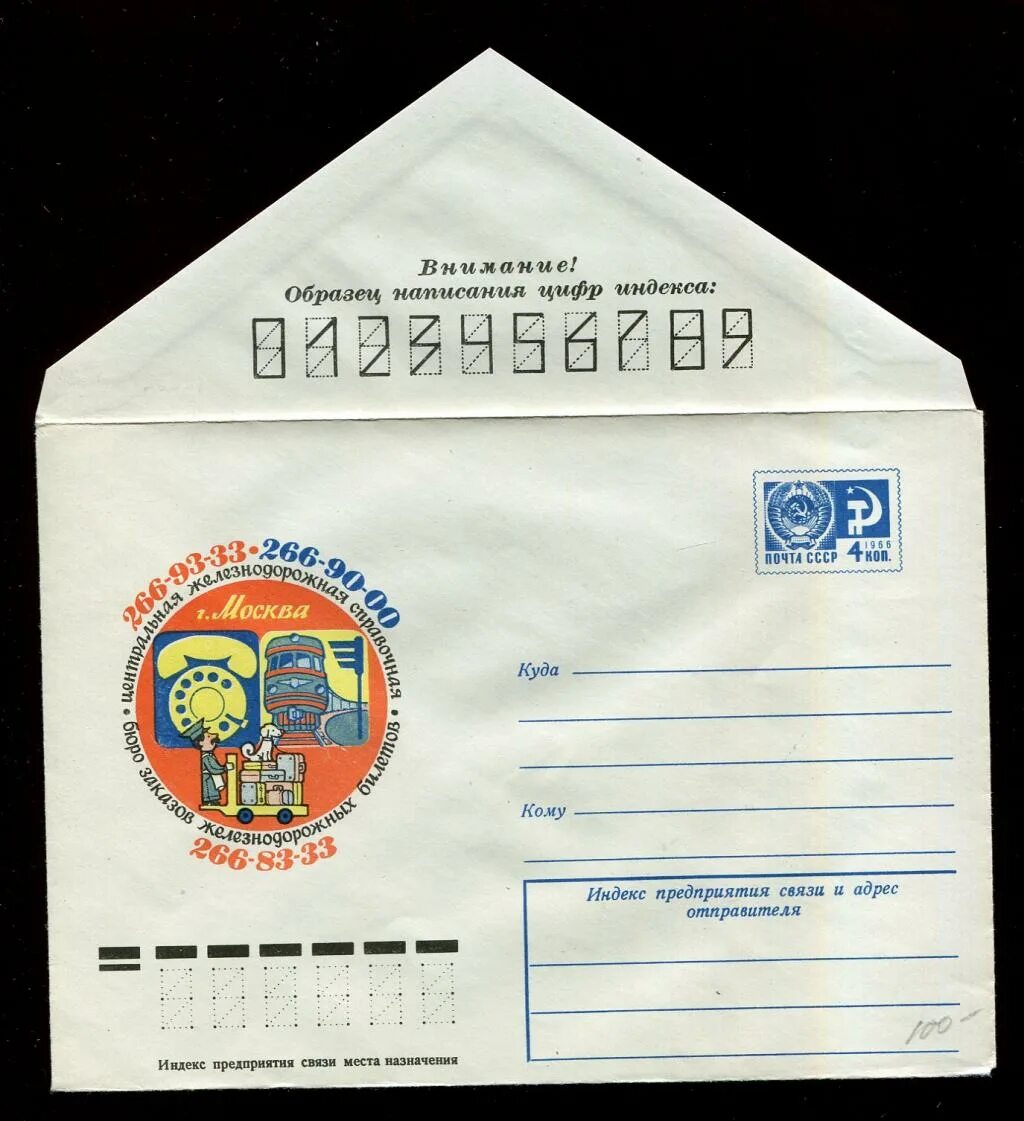 Внимание!
Образец написания цифр индекса:
0123456789
1966
ПОЧТА СССР 4 КОП.
266-93-33 • 266-90-00
• центральная железнодорожная справочная •
г. Москва
бюро заказов железнодорожных билетов
266-83-33
Куда
Кому
Индекс предприятия связи и адрес
отправителя
100-
Индекс предприятия связи места назначения